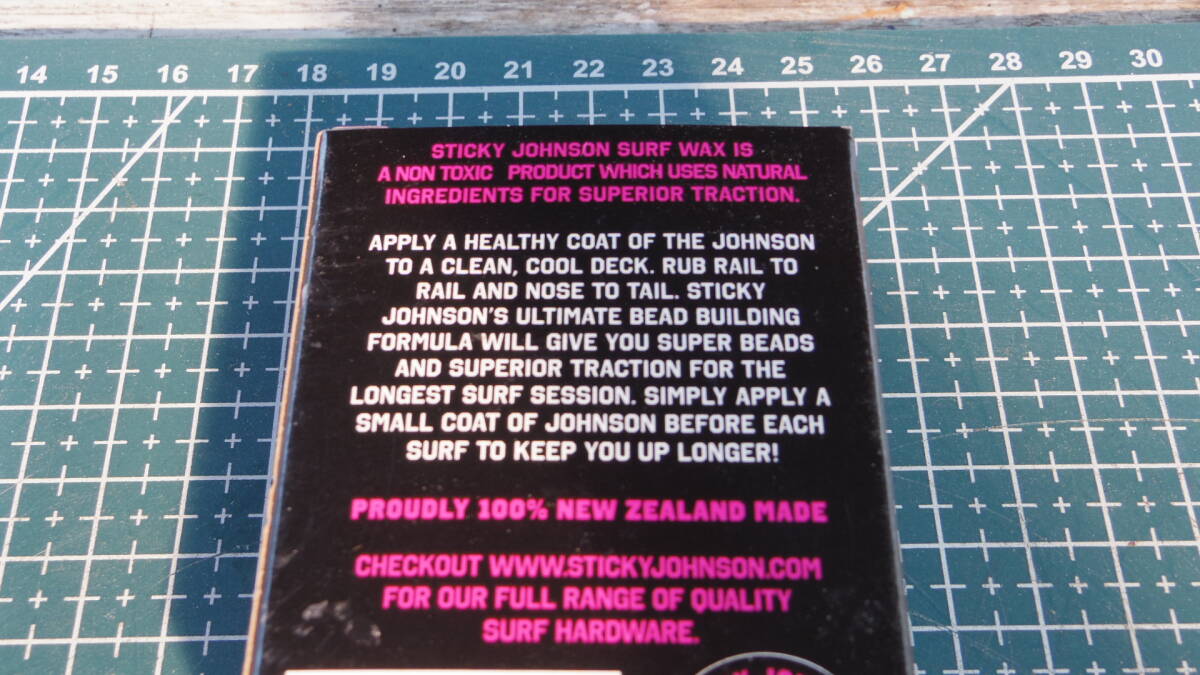 14 15 16 17 18 19 20 21 22 23 24 25 26 27 28 29 30
STICKY JOHNSON SURF WAX IS
A NON TOXIC PRODUCT WHICH USES NATURAL
INGREDIENTS FOR SUPERIOR TRACTION.
APPLY A HEALTHY COAT OF THE JOHNSON
TO A CLEAN, COOL DECK. RUB RAIL TO
RAIL AND NOSE TO TAIL. STICKY
JOHNSON'S ULTIMATE BEAD BUILDING
FORMULA WILL GIVE YOU SUPER BEADS
AND SUPERIOR TRACTION FOR THE
LONGEST SURF SESSION. SIMPLY APPLY A
SMALL COAT OF JOHNSON BEFORE EACH
SURF TO KEEP YOU UP LONGER!
PROUDLY 100% NEW ZEALAND MADE
CHECKOUT WWW.STICKYJOHNSON.COM
FOR OUR FULL RANGE OF QUALITY
SURF HARDWARE.